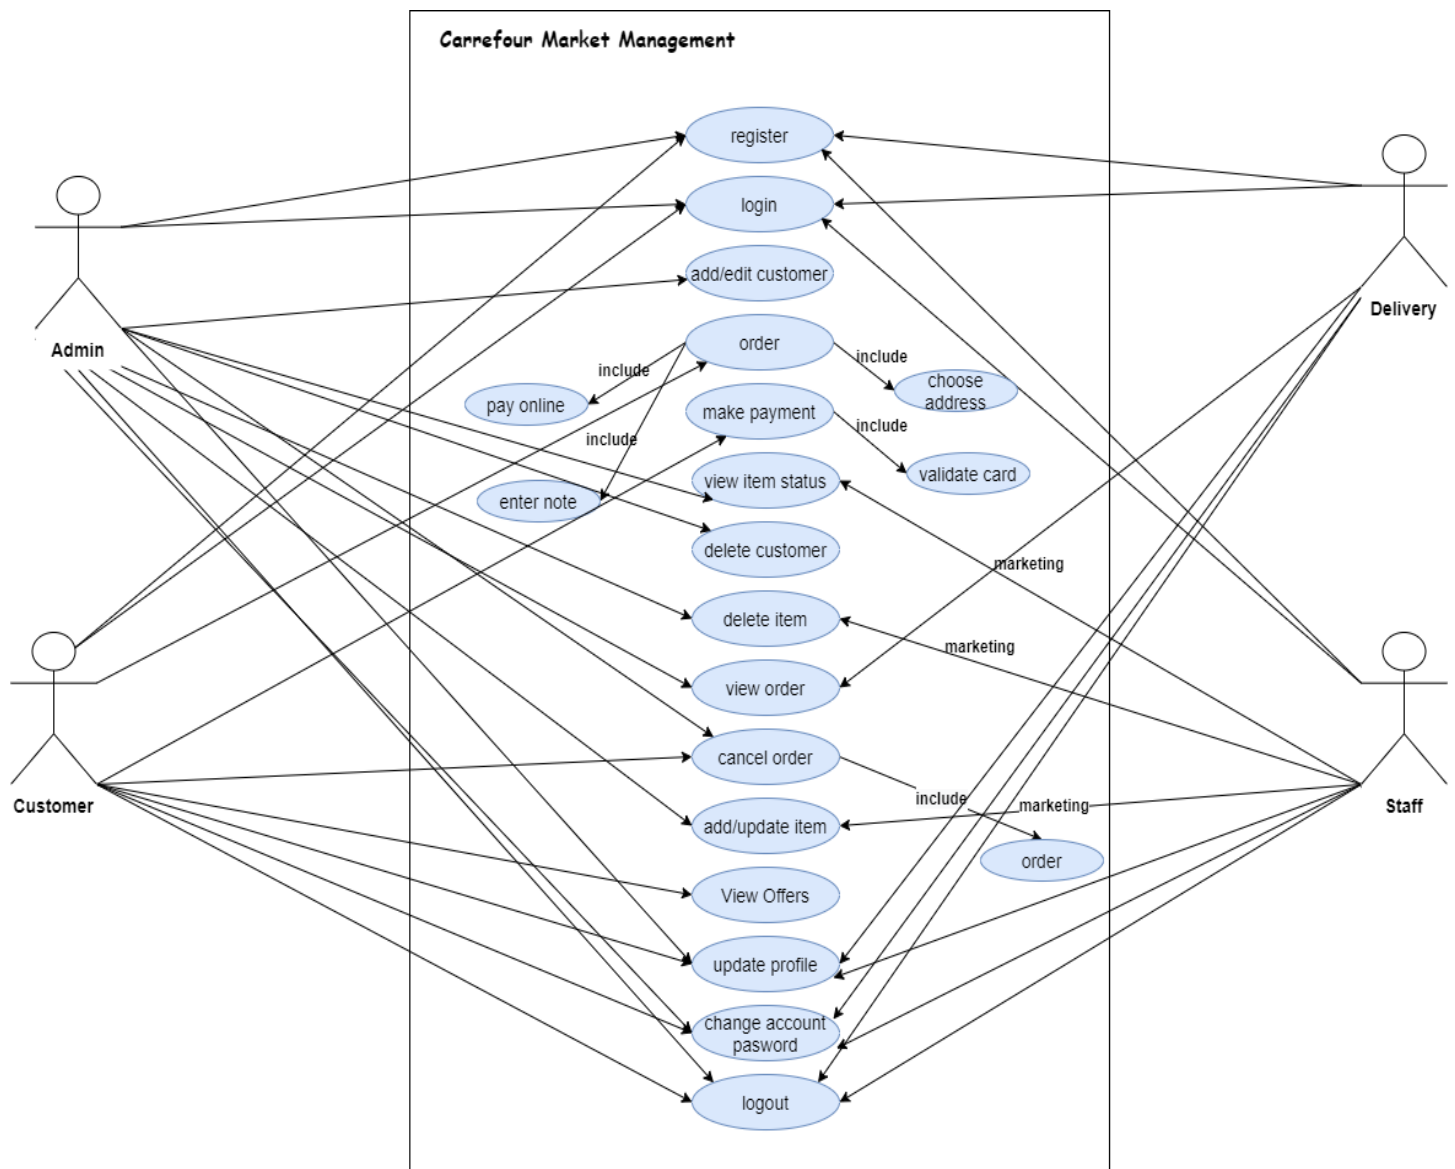 Carrefour Market Management
register
login
add/edit customer
Admin
Delivery
order
include
include
pay online
choose
address
make payment
include
include
view item status
validate card
enter note
delete customer
marketing
delete item
marketing
view order
cancel order
Customer
include
marketing
Staff
add/update item
order
View Offers
update profile
change account
pasword
logout